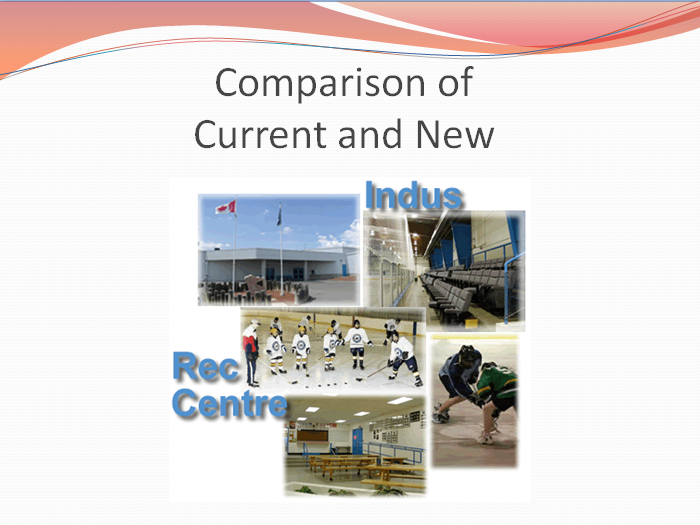 Comparison of
Current and New
Indus
Rec
Centre